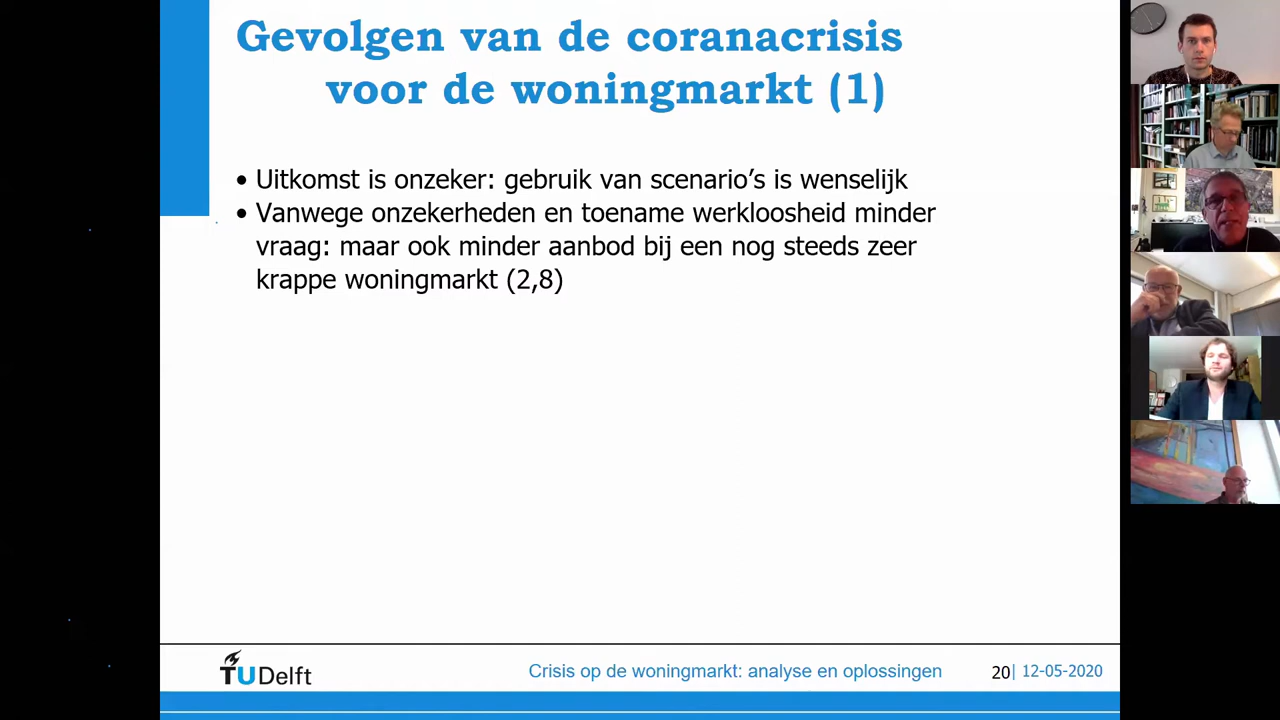 Gevolgen van de coranacrisis
voor de woningmarkt (1)
• Uitkomst is onzeker: gebruik van scenario’s is wenselijk
• Vanwege onzekerheden en toename werkloosheid minder
vraag: maar ook minder aanbod bij een nog steeds zeer
krappe woningmarkt (2,8)
TUDelft
Crisis op de woningmarkt: analyse en oplossingen
20| 12-05-2020